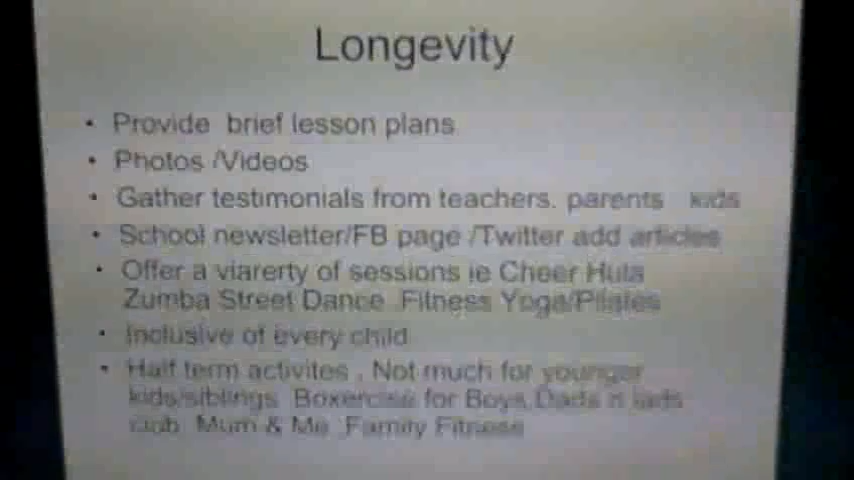 Longevity
• Provide brief lesson plans
• Photos /Videos
• Gather testimonials from teachers. parents kids
• School newsletter/FB page /Twitter add articles
• Offer a viarerty of sessions ie Cheer Hula
Zumba Street Dance Fitness Yoga/Pilates
• Inclusive of every child
• Half term activites . Not much for younger
kids/siblings Boxercise for Boys Dads n lads
club Mum & Me Family Fitness